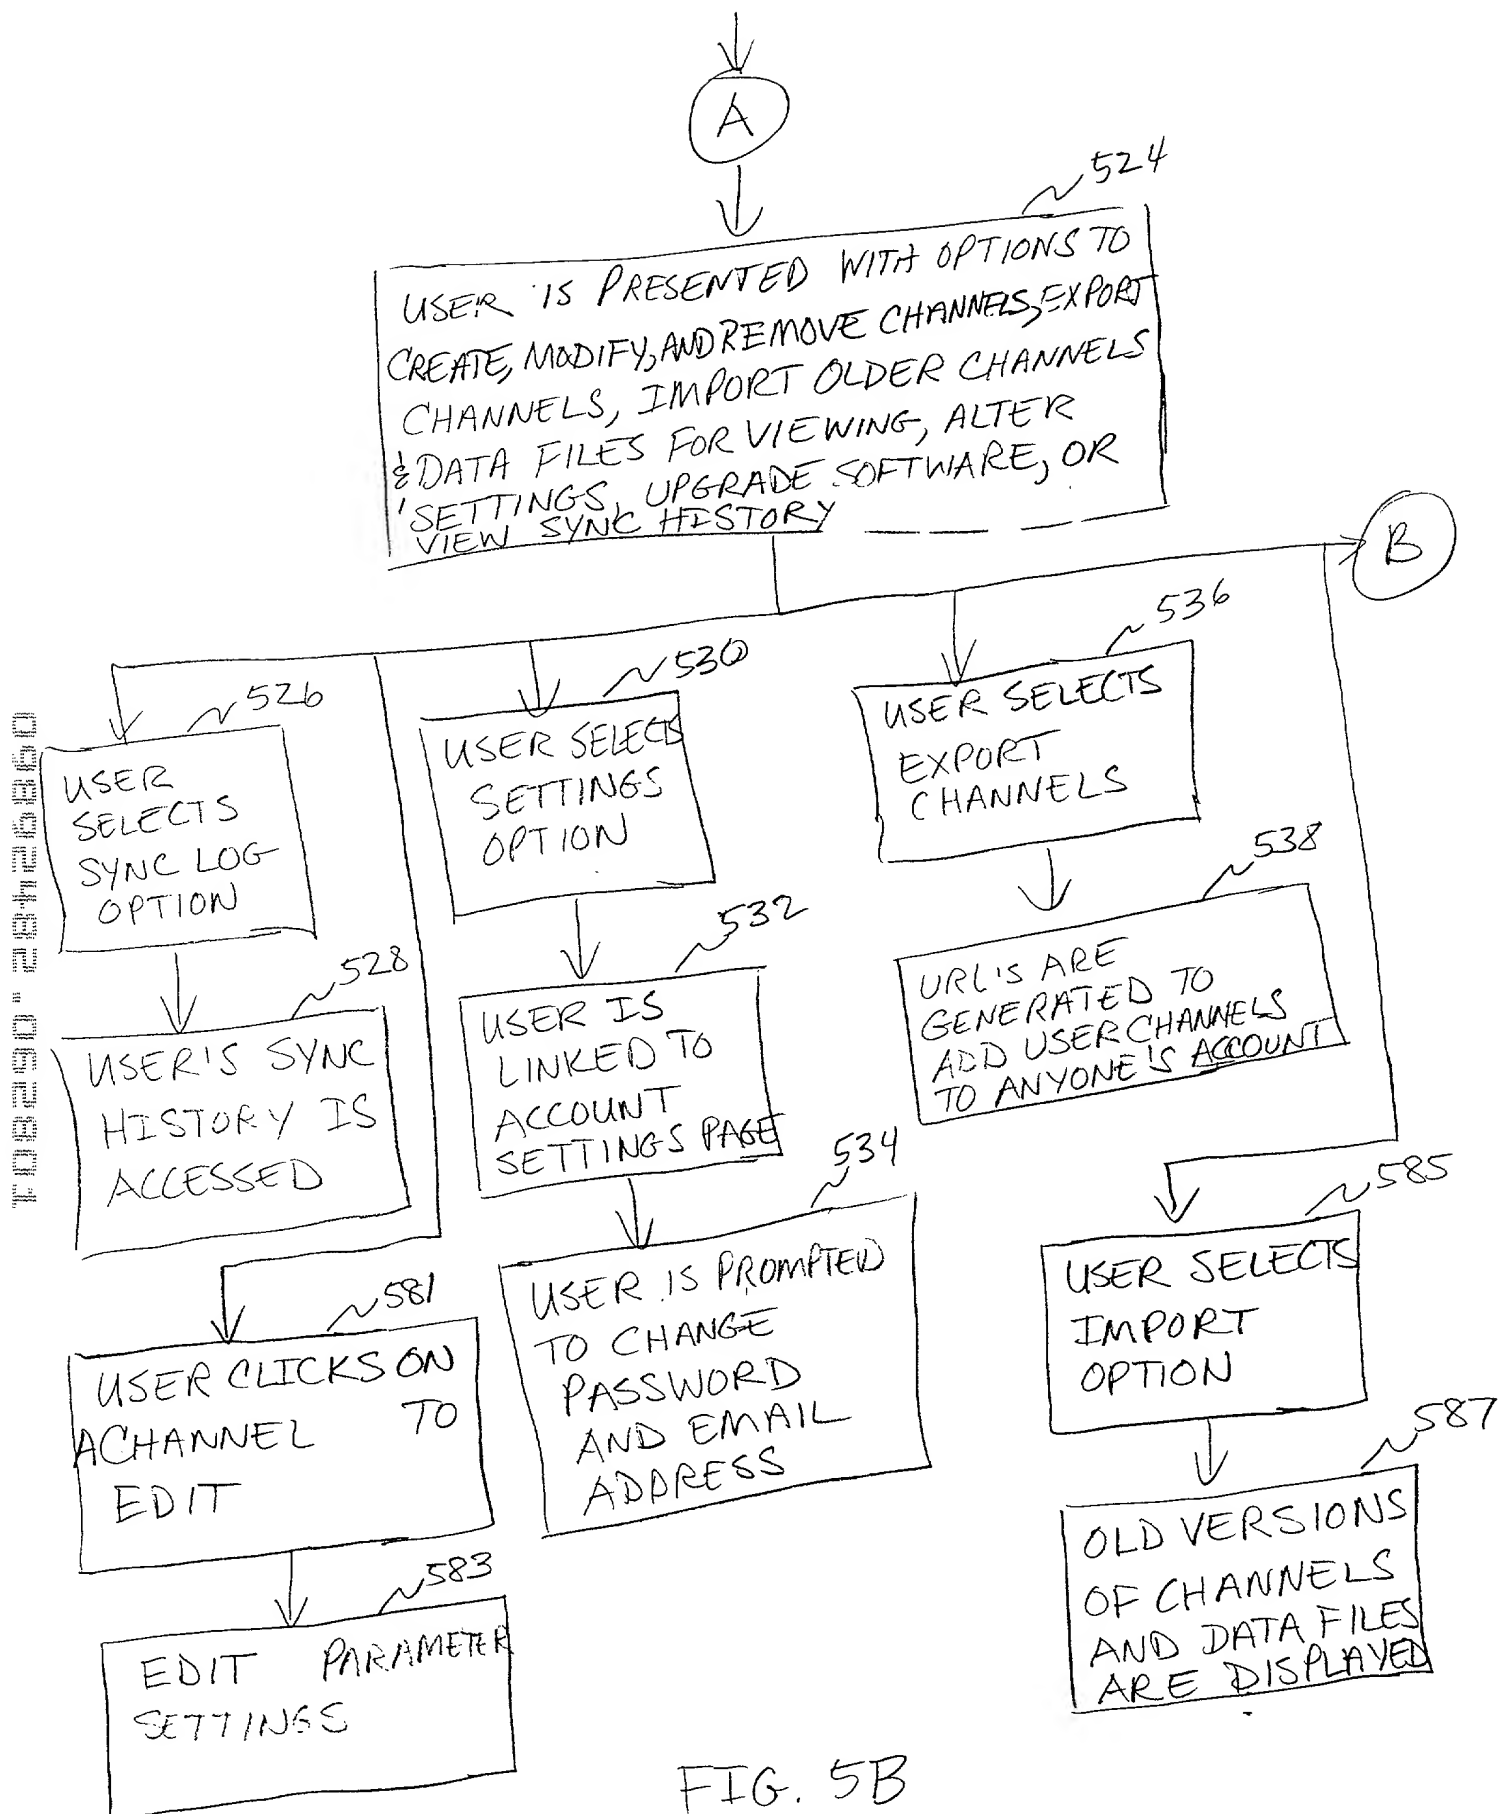 A
524
USER IS PRESENTED WITH OPTIONS TO
CREATE, MODIFY, AND REMOVE CHANNELS, EXPORT
CHANNELS, IMPORT OLDER CHANNELS
& DATA FILES FOR VIEWING, ALTER
SETTINGS, UPGRADE SOFTWARE, OR
VIEW SYNC HISTORY
B
526
USER
SELECTS
SYNC LOG
OPTION
528
USER'S SYNC
HISTORY IS
ACCESSED
530
USER SELECTS
SETTINGS
OPTION
532
USER IS
LINKED TO
ACCOUNT
SETTINGS PAGE
534
USER IS PROMPTED
TO CHANGE
PASSWORD
AND EMAIL
ADDRESS
536
USER SELECTS
EXPORT
CHANNELS
538
URL'S ARE
GENERATED TO
ADD USER CHANNELS
TO ANYONE'S ACCOUNT
581
USER CLICKS ON
A CHANNEL TO
EDIT
583
EDIT PARAMETER
SETTINGS
585
USER SELECTS
IMPORT
OPTION
587
OLD VERSIONS
OF CHANNELS
AND DATA FILES
ARE DISPLAYED
FIG. 5B